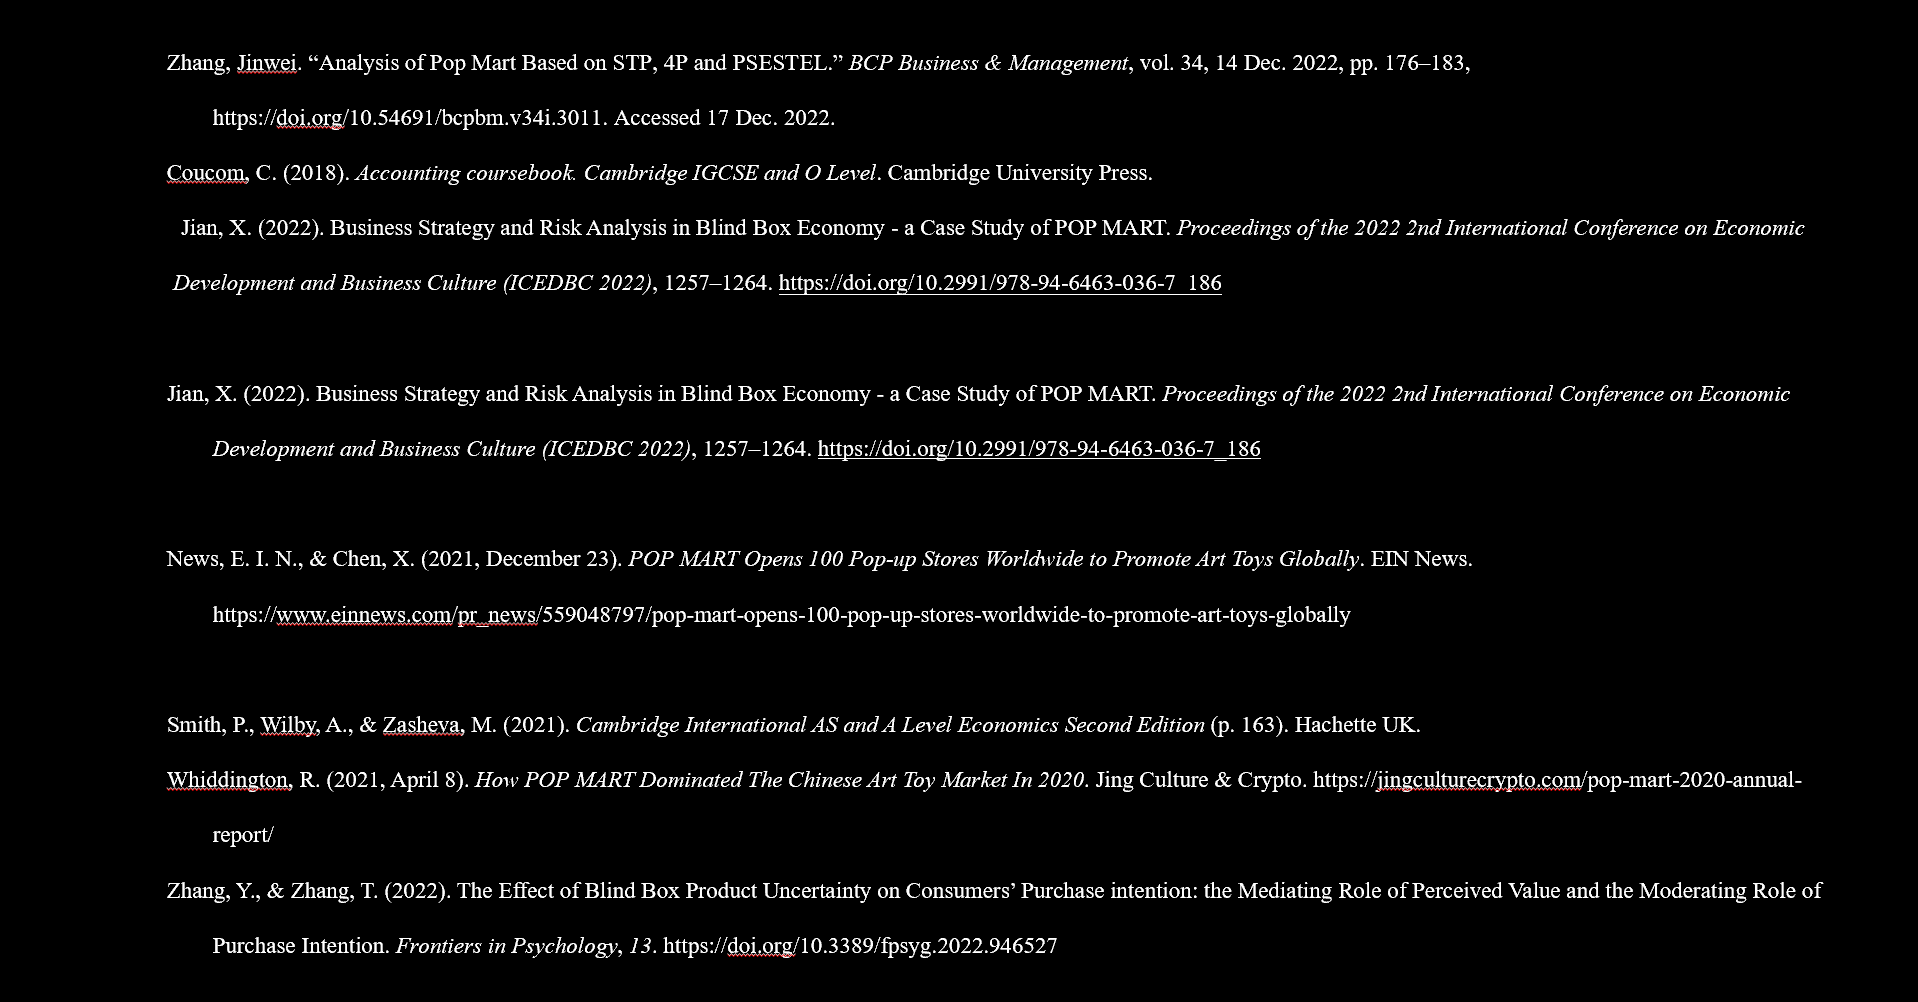 Zhang, Jinwei. “Analysis of Pop Mart Based on STP, 4P and PSESTEL.” BCP Business & Management, vol. 34, 14 Dec. 2022, pp. 176–183,
https://doi.org/10.54691/bcpbm.v34i.3011. Accessed 17 Dec. 2022.
Coucom, C. (2018). Accounting coursebook. Cambridge IGCSE and O Level. Cambridge University Press.
Jian, X. (2022). Business Strategy and Risk Analysis in Blind Box Economy - a Case Study of POP MART. Proceedings of the 2022 2nd International Conference on Economic
Development and Business Culture (ICEDBC 2022), 1257–1264. https://doi.org/10.2991/978-94-6463-036-7_186
Jian, X. (2022). Business Strategy and Risk Analysis in Blind Box Economy - a Case Study of POP MART. Proceedings of the 2022 2nd International Conference on Economic
Development and Business Culture (ICEDBC 2022), 1257–1264. https://doi.org/10.2991/978-94-6463-036-7_186
News, E. I. N., & Chen, X. (2021, December 23). POP MART Opens 100 Pop-up Stores Worldwide to Promote Art Toys Globally. EIN News.
https://www.einnews.com/pr_news/559048797/pop-mart-opens-100-pop-up-stores-worldwide-to-promote-art-toys-globally
Smith, P., Wilby, A., & Zasheva, M. (2021). Cambridge International AS and A Level Economics Second Edition (p. 163). Hachette UK.
Whiddington, R. (2021, April 8). How POP MART Dominated The Chinese Art Toy Market In 2020. Jing Culture & Crypto. https://jingculturecrypto.com/pop-mart-2020-annual-
report/
Zhang, Y., & Zhang, T. (2022). The Effect of Blind Box Product Uncertainty on Consumers’ Purchase intention: the Mediating Role of Perceived Value and the Moderating Role of
Purchase Intention. Frontiers in Psychology, 13. https://doi.org/10.3389/fpsyg.2022.946527